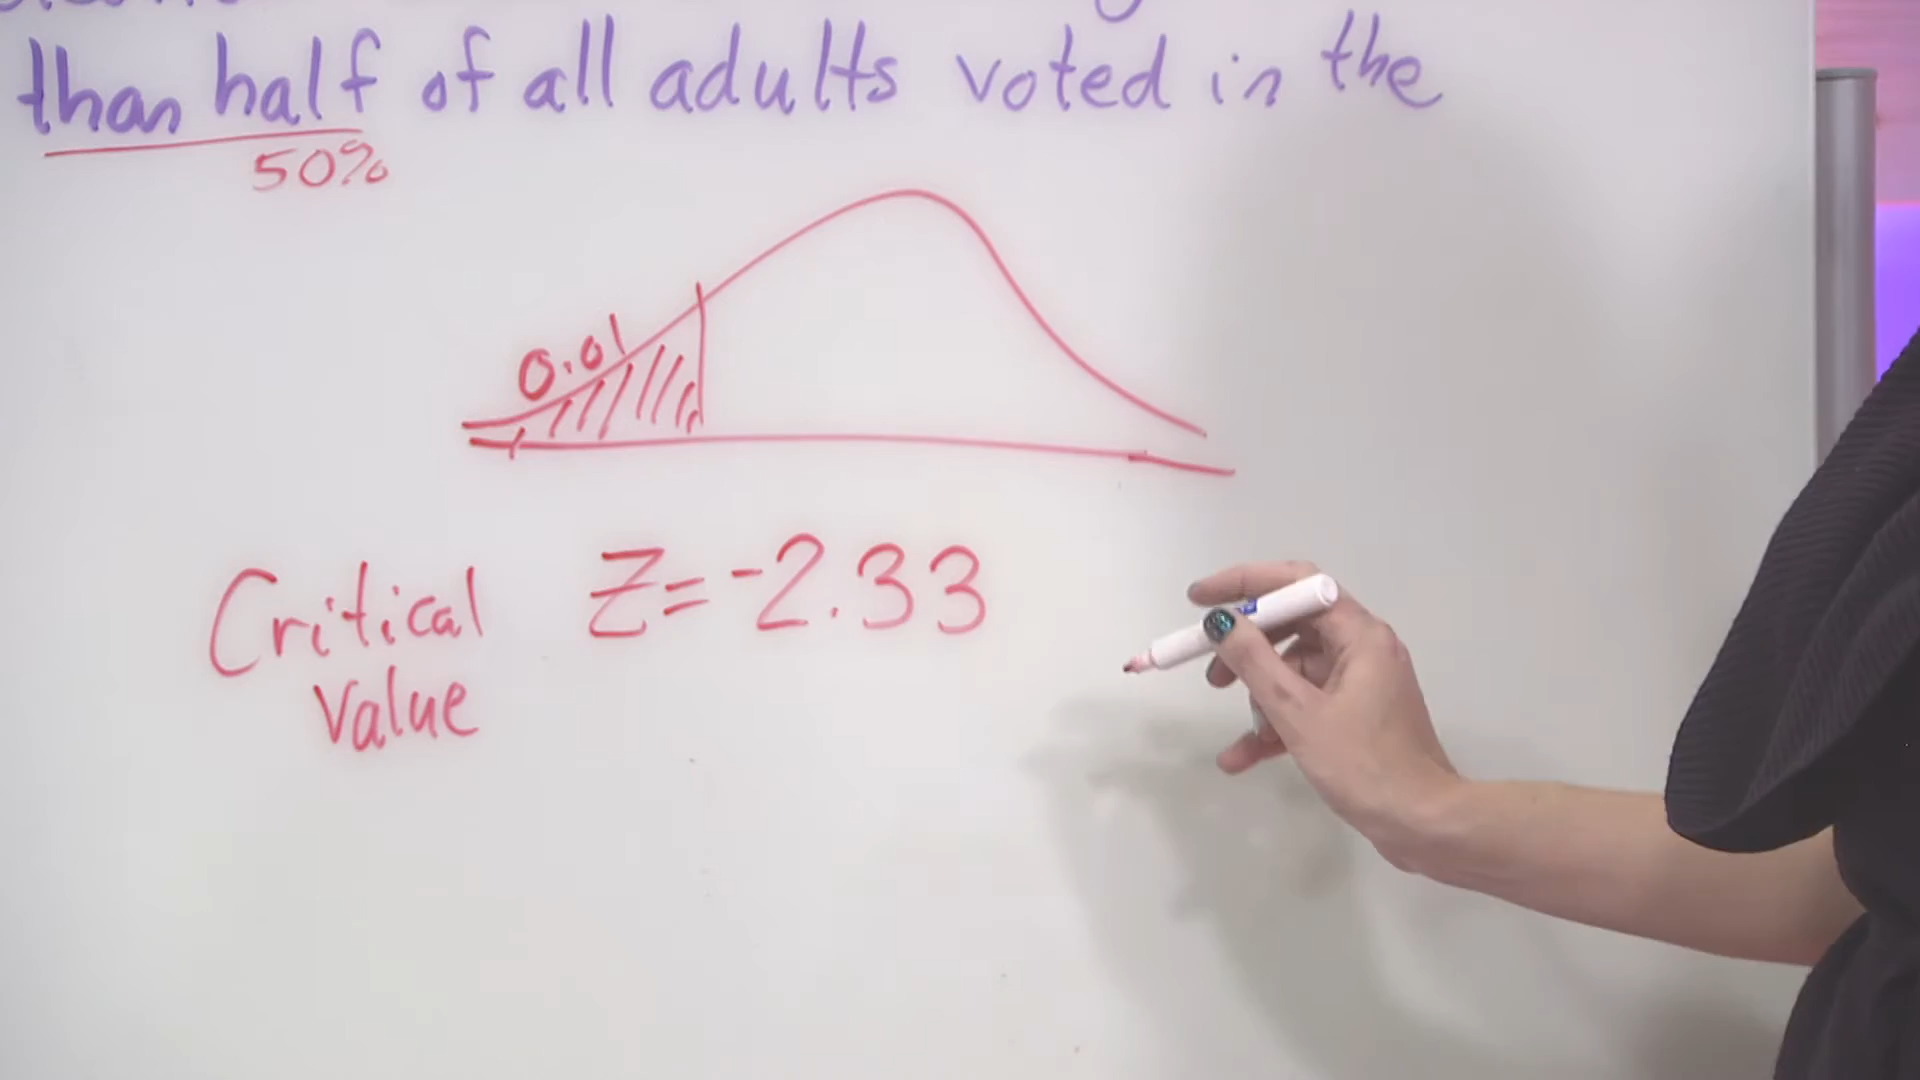 than half of all adults voted in the
50%
0.01
Critical Z=-2.33
Value